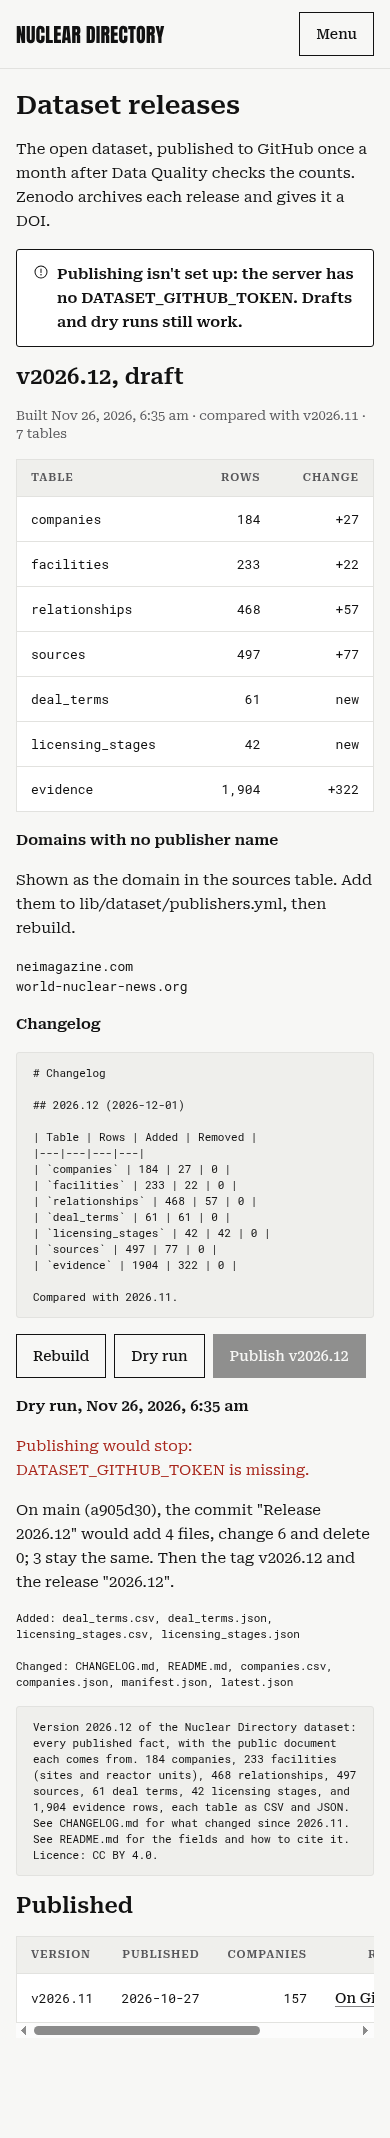 NUCLEAR DIRECTORY
Menu
Dataset releases
The open dataset, published to GitHub once a
month after Data Quality checks the counts.
Zenodo archives each release and gives it a
DOI.
Publishing isn't set up: the server has
no DATASET_GITHUB_TOKEN. Drafts
and dry runs still work.
v2026.12, draft
Built Nov 26, 2026, 6:35 am · compared with v2026.11 ·
7 tables
TABLE ROWS CHANGE
companies 184 +27
facilities 233 +22
relationships 468 +57
sources 497 +77
deal_terms 61 new
licensing_stages 42 new
evidence 1,904 +322
Domains with no publisher name
Shown as the domain in the sources table. Add
them to lib/dataset/publishers.yml, then
rebuild.
neimagazine.com
world-nuclear-news.org
Changelog
# Changelog
## 2026.12 (2026-12-01)
| Table | Rows | Added | Removed |
|---|---|---|---|
| `companies` | 184 | 27 | 0 |
| `facilities` | 233 | 22 | 0 |
| `relationships` | 468 | 57 | 0 |
| `deal_terms` | 61 | 61 | 0 |
| `licensing_stages` | 42 | 42 | 0 |
| `sources` | 497 | 77 | 0 |
| `evidence` | 1904 | 322 | 0 |
Compared with 2026.11.
Rebuild Dry run Publish v2026.12
Dry run, Nov 26, 2026, 6:35 am
Publishing would stop:
DATASET_GITHUB_TOKEN is missing.
On main (a905d30), the commit "Release
2026.12" would add 4 files, change 6 and delete
0; 3 stay the same. Then the tag v2026.12 and
the release "2026.12".
Added: deal_terms.csv, deal_terms.json,
licensing_stages.csv, licensing_stages.json
Changed: CHANGELOG.md, README.md, companies.csv,
companies.json, manifest.json, latest.json
Version 2026.12 of the Nuclear Directory dataset:
every published fact, with the public document
each comes from. 184 companies, 233 facilities
(sites and reactor units), 468 relationships, 497
sources, 61 deal terms, 42 licensing stages, and
1,904 evidence rows, each table as CSV and JSON.
See CHANGELOG.md for what changed since 2026.11.
See README.md for the fields and how to cite it.
Licence: CC BY 4.0.
Published
VERSION PUBLISHED COMPANIES
v2026.11 2026-10-27 157 On Gi